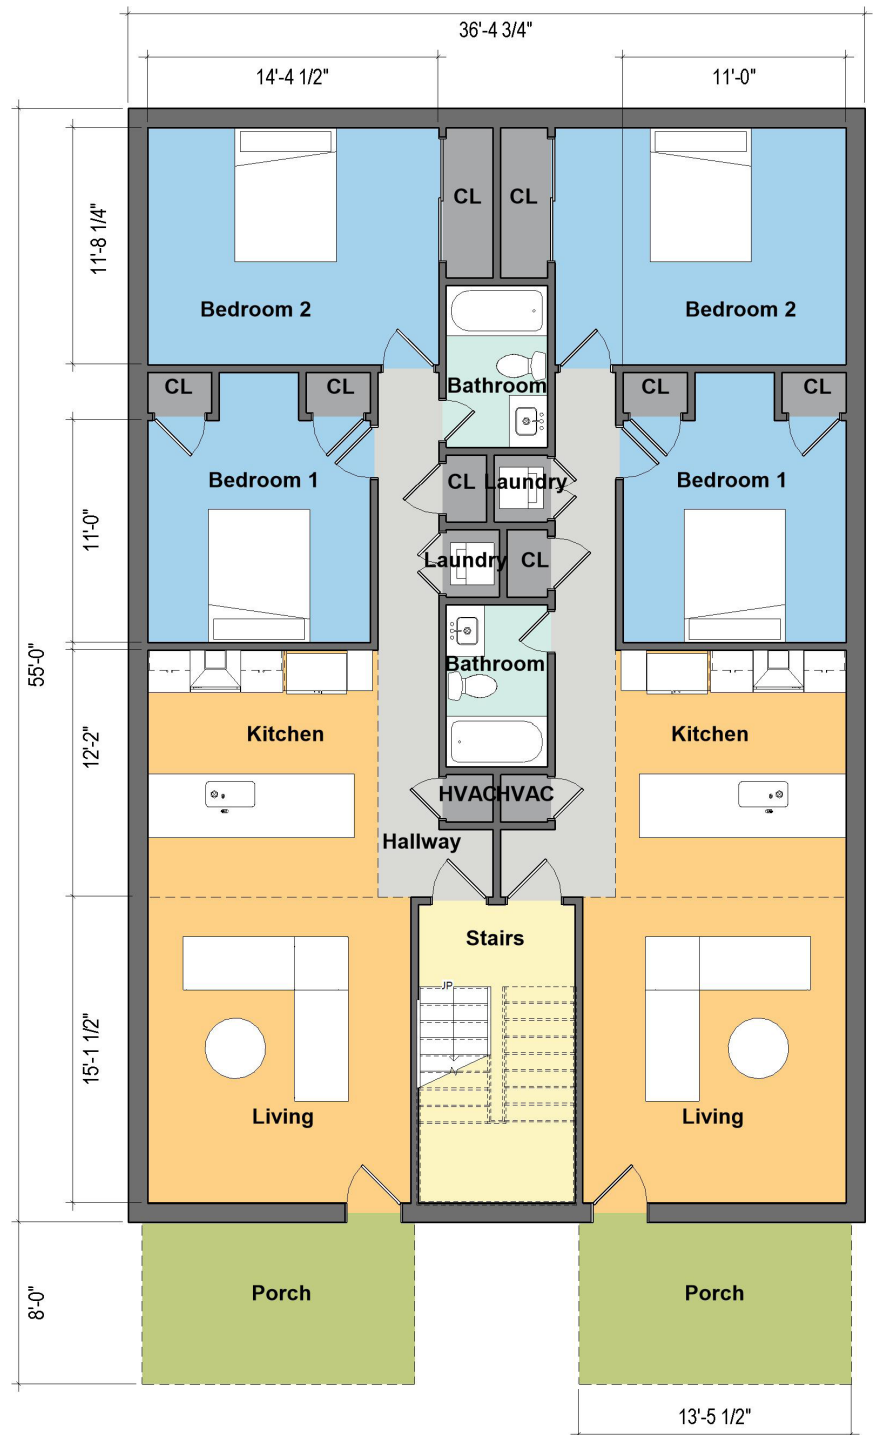 36'-4 3/4"
14'-4 1/2"
11'-0"
11'-8 1/4"
CL
CL
Bedroom 2
Bedroom 2
CL
CL
Bathroom
CL
CL
Bedroom 1
CL
Laundry
Bedroom 1
11'-0"
Laundry
CL
55'-0"
Bathroom
12'-2"
Kitchen
Kitchen
HVAC
HVAC
Hallway
Stairs
15'-1 1/2"
Living
Living
8'-0"
Porch
Porch
13'-5 1/2"